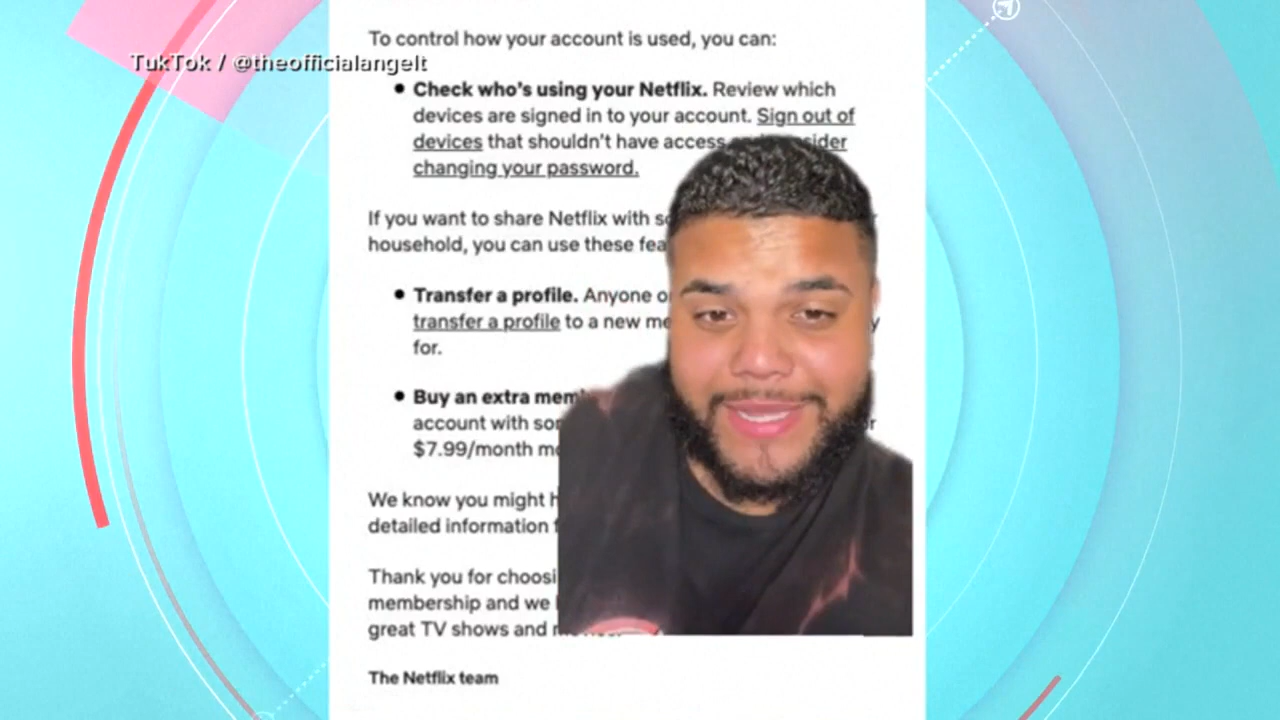 To control how your account is used, you can:
TukTok / @theofficialangelt
Check who's using your Netflix. Review which
devices are signed in to your account. Sign out of
devices that shouldn't have access
changing your password.
If you want to share Netflix with
household, you can use these
Transfer a profile. Anyone
transfer a profile to a new
for.
Buy an extra
account with
$7.99/month
We know you might
detailed information
Thank you for
membership and we
great TV shows and
The Netflix team